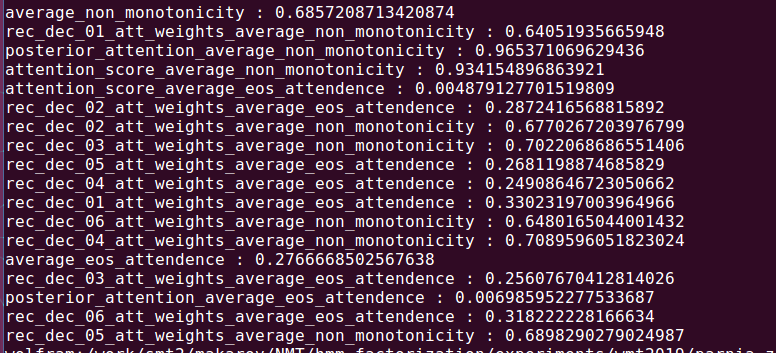 average_non_monotonicity : 0.6857208713420874
rec_dec_01_att_weights_average_non_monotonicity : 0.64051935665948
posterior_attention_average_non_monotonicity : 0.965371069629436
attention_score_average_non_monotonicity : 0.934154896863921
attention_score_average_eos_attendence : 0.004879127701519809
rec_dec_02_att_weights_average_eos_attendence : 0.2872416568815892
rec_dec_02_att_weights_average_non_monotonicity : 0.6770267203976799
rec_dec_03_att_weights_average_non_monotonicity : 0.7022068686551406
rec_dec_05_att_weights_average_eos_attendence : 0.2681198874685829
rec_dec_04_att_weights_average_eos_attendence : 0.24908646723050662
rec_dec_01_att_weights_average_eos_attendence : 0.33023197003964966
rec_dec_06_att_weights_average_non_monotonicity : 0.6480165044001432
rec_dec_04_att_weights_average_non_monotonicity : 0.7089596051823024
average_eos_attendence : 0.2766668502567638
rec_dec_03_att_weights_average_eos_attendence : 0.25607670412814026
posterior_attention_average_eos_attendence : 0.006985952277533687
rec_dec_06_att_weights_average_eos_attendence : 0.318222228166634
rec_dec_05_att_weights_average_non_monotonicity : 0.6898290279024987